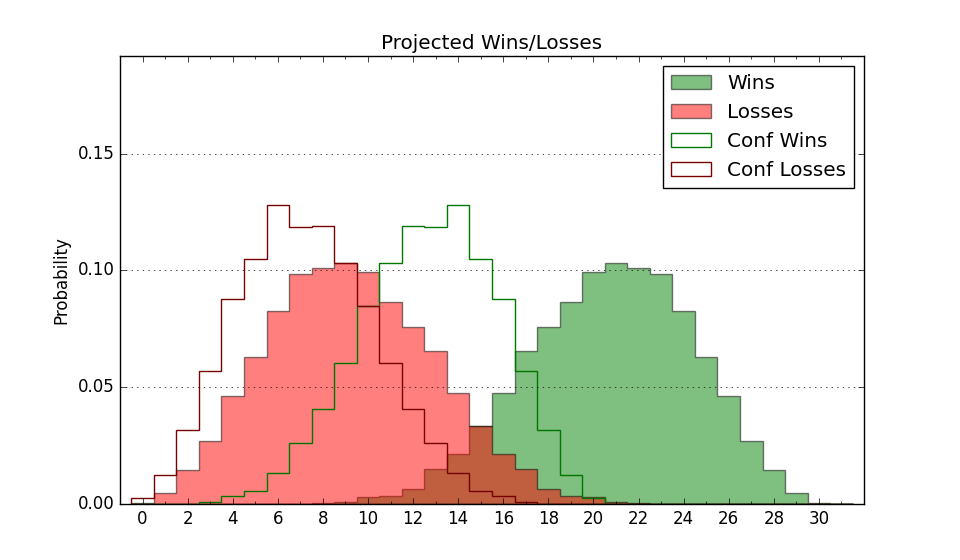 Projected Wins/Losses
Wins
Losses
Conf Wins
Conf Losses
Probability
0.15
0.10
0.05
0.00
0 2 4 6 8 10 12 14 16 18 20 22 24 26 28 30